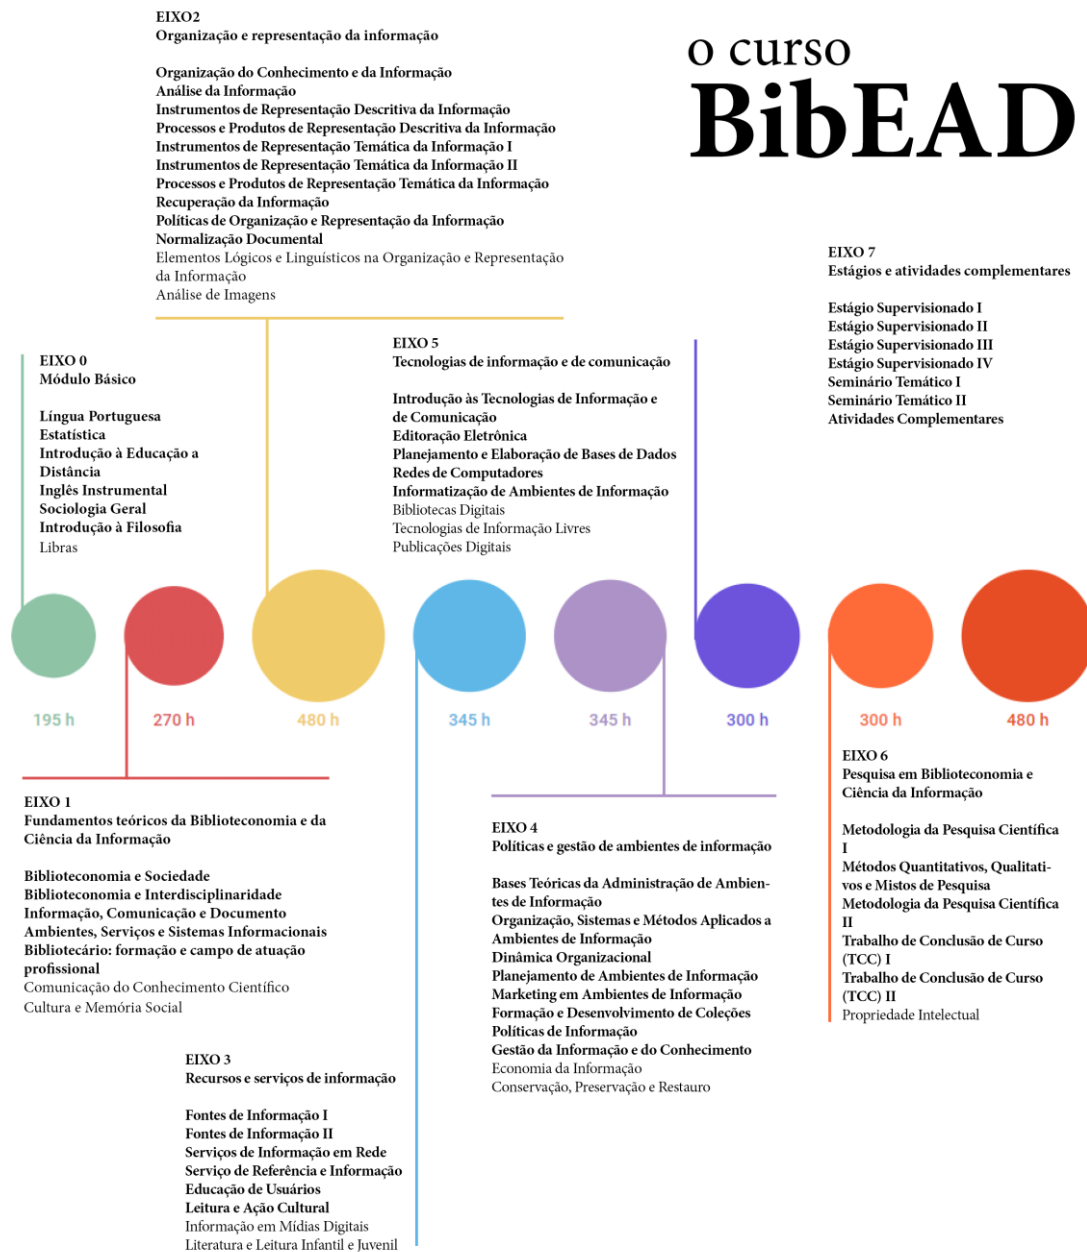 o curso
BibEAD
EIXO2
Organização e representação da informação
Organização do Conhecimento e da Informação
Análise da Informação
Instrumentos de Representação Descritiva da Informação
Processos e Produtos de Representação Descritiva da Informação
Instrumentos de Representação Temática da Informação I
Instrumentos de Representação Temática da Informação II
Processos e Produtos de Representação Temática da Informação
Recuperação da Informação
Políticas de Organização e Representação da Informação
Normalização Documental
Elementos Lógicos e Linguísticos na Organização e Representação
da Informação
Análise de Imagens
EIXO 7
Estágios e atividades complementares
Estágio Supervisionado I
Estágio Supervisionado II
Estágio Supervisionado III
Estágio Supervisionado IV
Seminário Temático I
Seminário Temático II
Atividades Complementares
EIXO 0
Módulo Básico
Língua Portuguesa
Estatística
Introdução à Educação a
Distância
Inglês Instrumental
Sociologia Geral
Introdução à Filosofia
Libras
EIXO 5
Tecnologias de informação e de comunicação
Introdução às Tecnologias de Informação e
de Comunicação
Editoração Eletrônica
Planejamento e Elaboração de Bases de Dados
Redes de Computadores
Informatização de Ambientes de Informação
Bibliotecas Digitais
Tecnologias de Informação Livres
Publicações Digitais
195 h
270 h
480 h
345 h
345 h
300 h
300 h
480 h
EIXO 1
Fundamentos teóricos da Biblioteconomia e da
Ciência da Informação
Biblioteconomia e Sociedade
Biblioteconomia e Interdisciplinaridade
Informação, Comunicação e Documento
Ambientes, Serviços e Sistemas Informacionais
Bibliotecário: formação e campo de atuação
profissional
Comunicação do Conhecimento Científico
Cultura e Memória Social
EIXO 4
Políticas e gestão de ambientes de informação
Bases Teóricas da Administração de Ambien-
tes de Informação
Organização, Sistemas e Métodos Aplicados a
Ambientes de Informação
Dinâmica Organizacional
Planejamento de Ambientes de Informação
Marketing em Ambientes de Informação
Formação e Desenvolvimento de Coleções
Políticas de Informação
Gestão da Informação e do Conhecimento
Economia da Informação
Conservação, Preservação e Restauro
EIXO 6
Pesquisa em Biblioteconomia e
Ciência da Informação
Metodologia da Pesquisa Científica
I
Métodos Quantitativos, Qualitati-
vos e Mistos de Pesquisa
Metodologia da Pesquisa Científica
II
Trabalho de Conclusão de Curso
(TCC) I
Trabalho de Conclusão de Curso
(TCC) II
Propriedade Intelectual
EIXO 3
Recursos e serviços de informação
Fontes de Informação I
Fontes de Informação II
Serviços de Informação em Rede
Serviço de Referência e Informação
Educação de Usuários
Leitura e Ação Cultural
Informação em Mídias Digitais
Literatura e Leitura Infantil e Juvenil